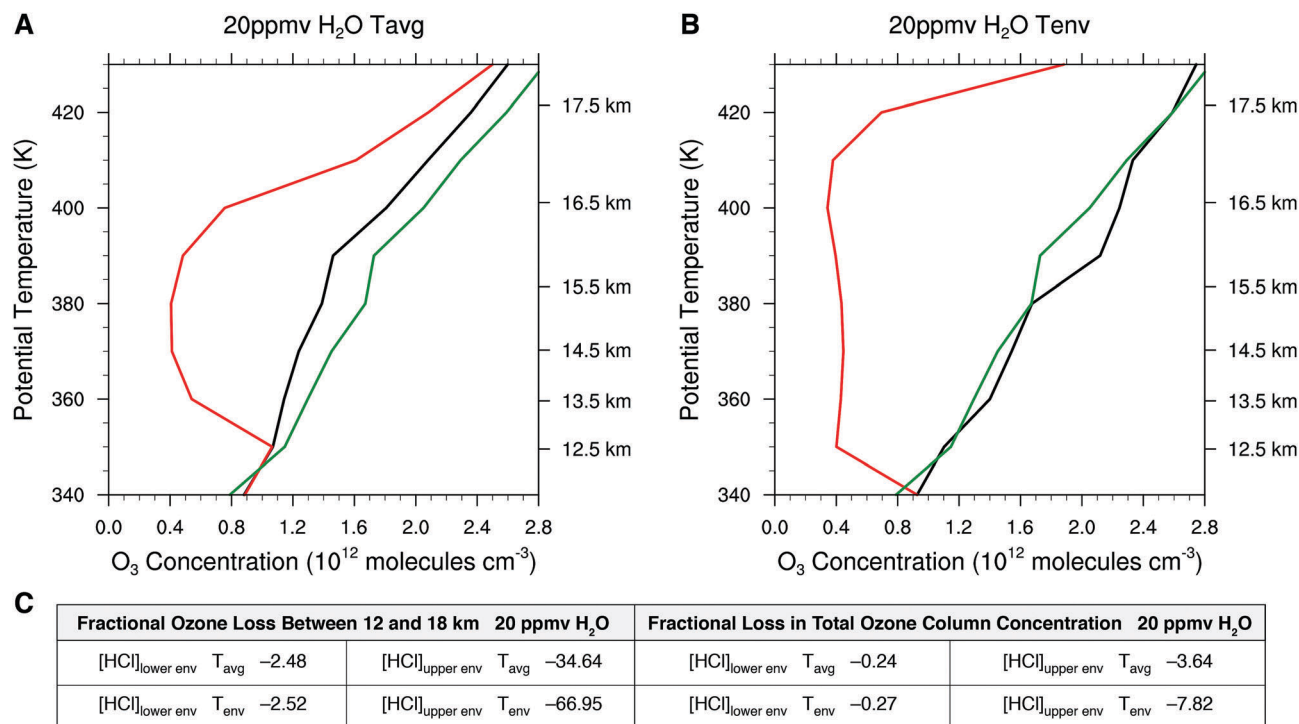 A
20ppmv H₂O Tavg
Potential Temperature (K)
420
400
380
360
340
17.5 km
16.5 km
15.5 km
14.5 km
13.5 km
12.5 km
0.0 0.4 0.8 1.2 1.6 2.0 2.4 2.8
O₃ Concentration (10¹² molecules cm⁻³)
B
20ppmv H₂O Tenv
Potential Temperature (K)
420
400
380
360
340
17.5 km
16.5 km
15.5 km
14.5 km
13.5 km
12.5 km
0.0 0.4 0.8 1.2 1.6 2.0 2.4 2.8
O₃ Concentration (10¹² molecules cm⁻³)
C
Fractional Ozone Loss Between 12 and 18 km 20 ppmv H₂O Fractional Loss in Total Ozone Column Concentration 20 ppmv H₂O
[HCl]lower env Tavg –2.48 [HCl]upper env Tavg –34.64 [HCl]lower env Tavg –0.24 [HCl]upper env Tavg –3.64
[HCl]lower env Tenv –2.52 [HCl]upper env Tenv –66.95 [HCl]lower env Tenv –0.27 [HCl]upper env Tenv –7.82